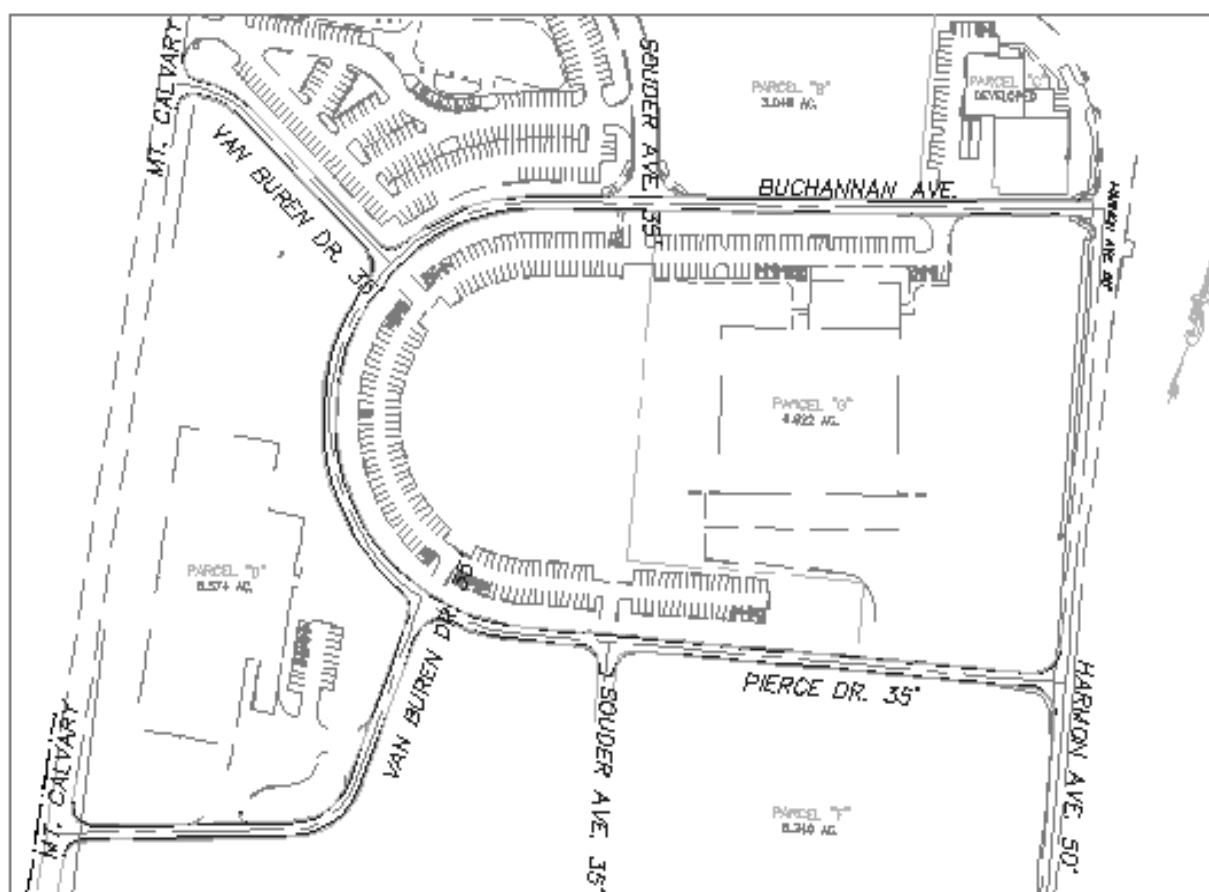 MT. CALVARY
SOUDER AVE. 35'
PARCEL "B"
PARCEL "C"
DEVELOPED
VAN BUREN DR. 35
BUCHANNAN AVE.
PARCEL "G"
PARCEL "D"
VAN BUREN DR. 35'
PIERCE DR. 35'
HARMON AVE. 50'
SOUDER AVE. 35'
MT. CALVARY
PARCEL "F"